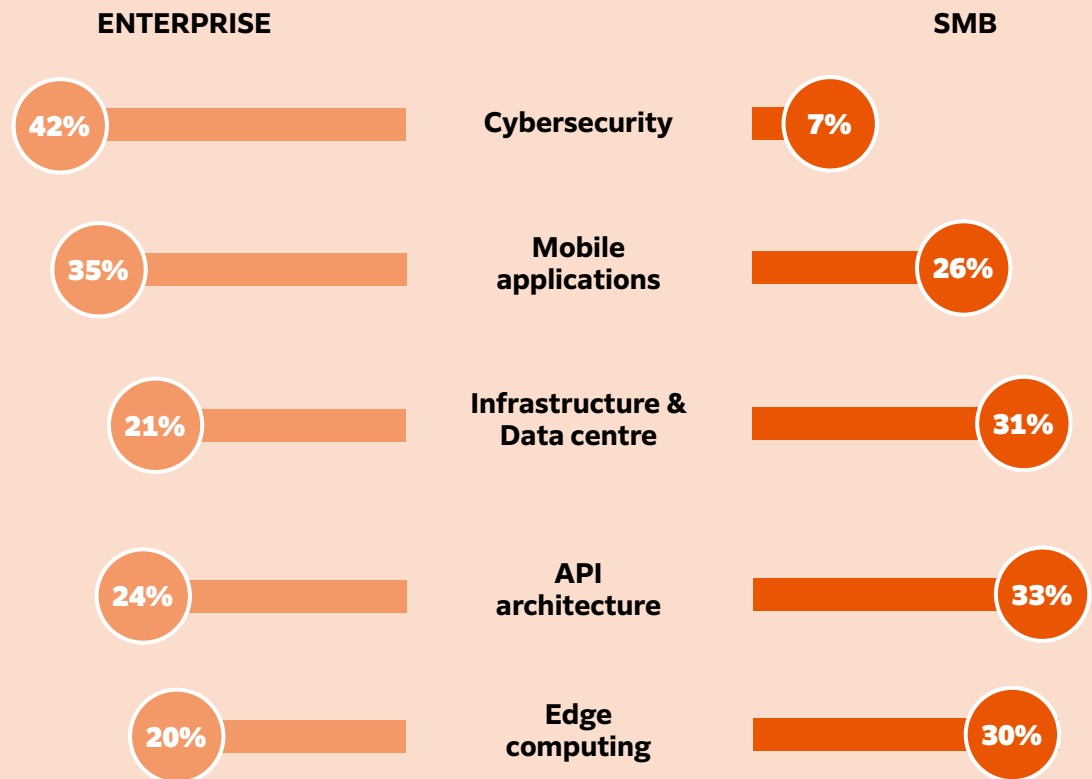 ENTERPRISE
SMB
42%
Cybersecurity
7%
35%
Mobile
applications
26%
21%
Infrastructure &
Data centre
31%
24%
API
architecture
33%
20%
Edge
computing
30%